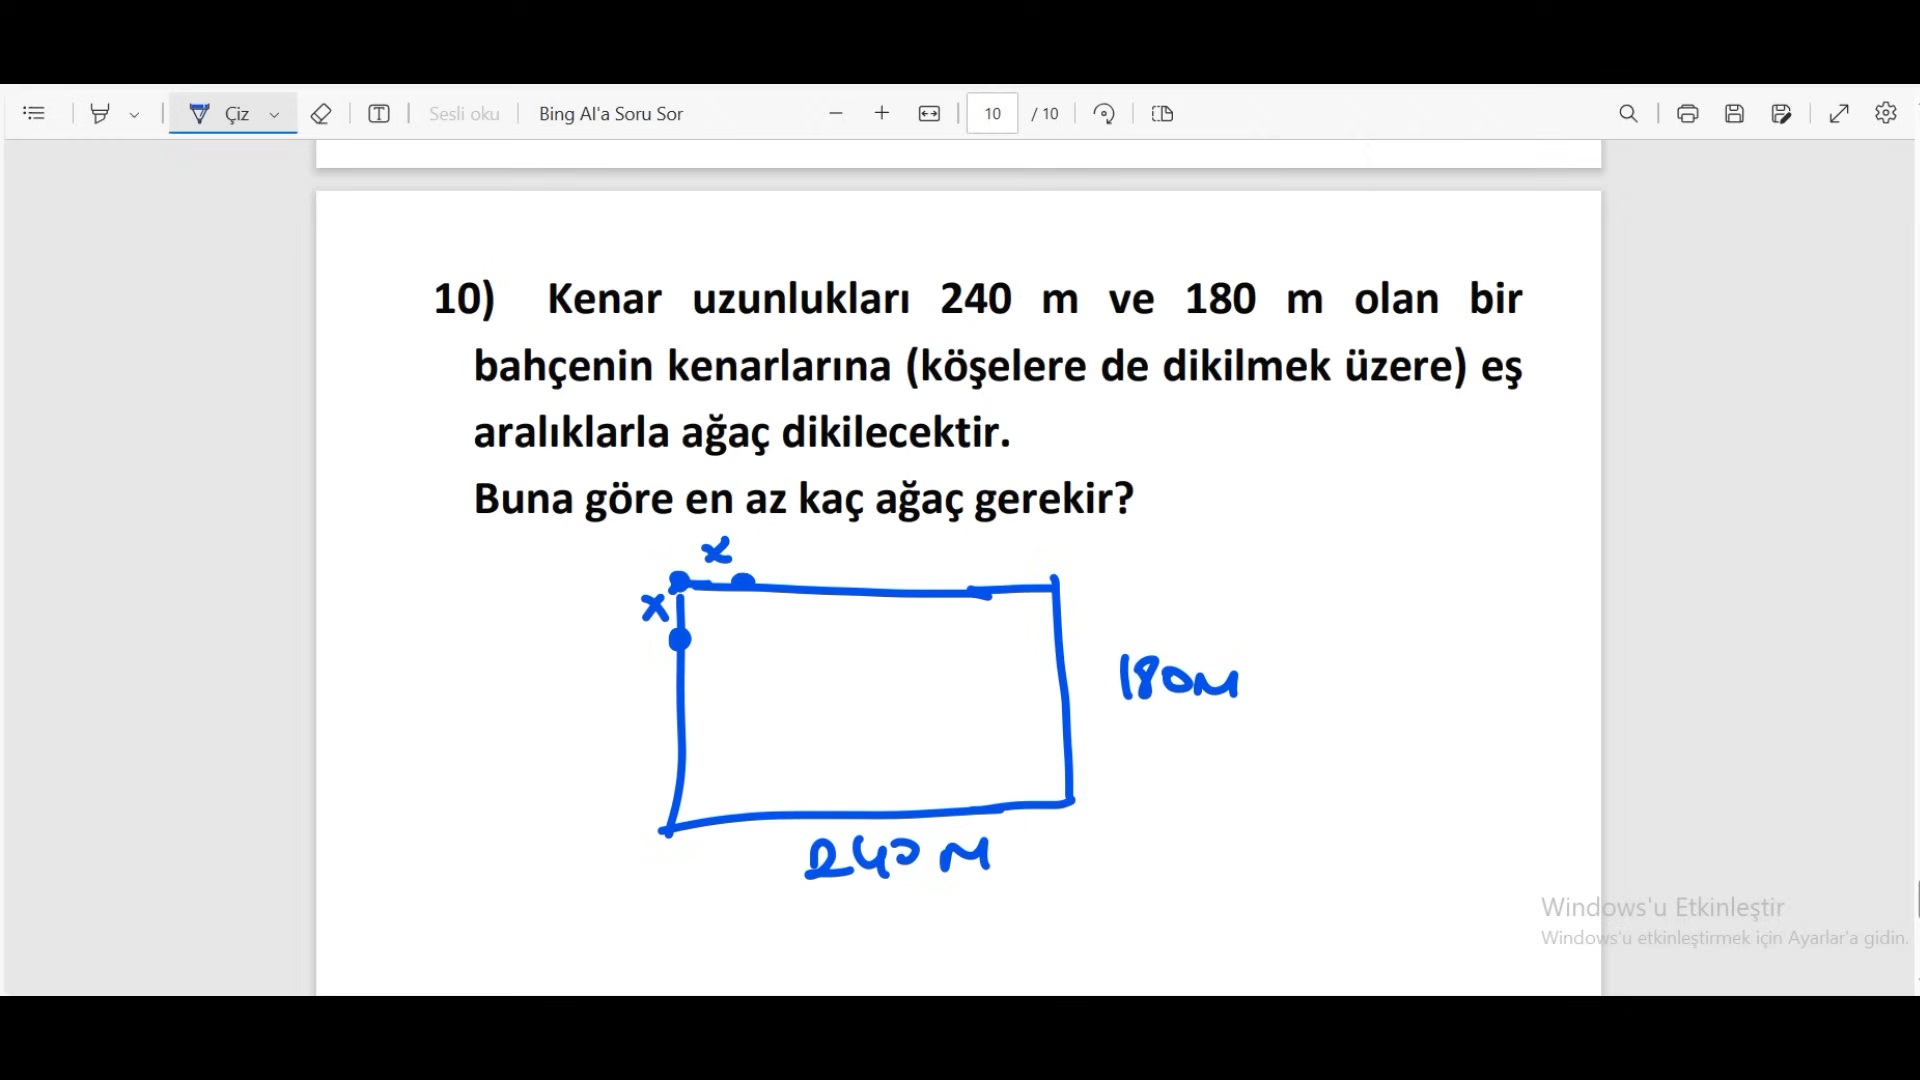 Çiz
Sesli oku
Bing AI'a Soru Sor
10 / 10
10) Kenar uzunlukları 240 m ve 180 m olan bir
bahçenin kenarlarına (köşelere de dikilmek üzere) eş
aralıklarla ağaç dikilecektir.
Buna göre en az kaç ağaç gerekir?
x
x
180M
240 M
Windows'u Etkinleştir
Windows'u etkinleştirmek için Ayarlar'a gidin.